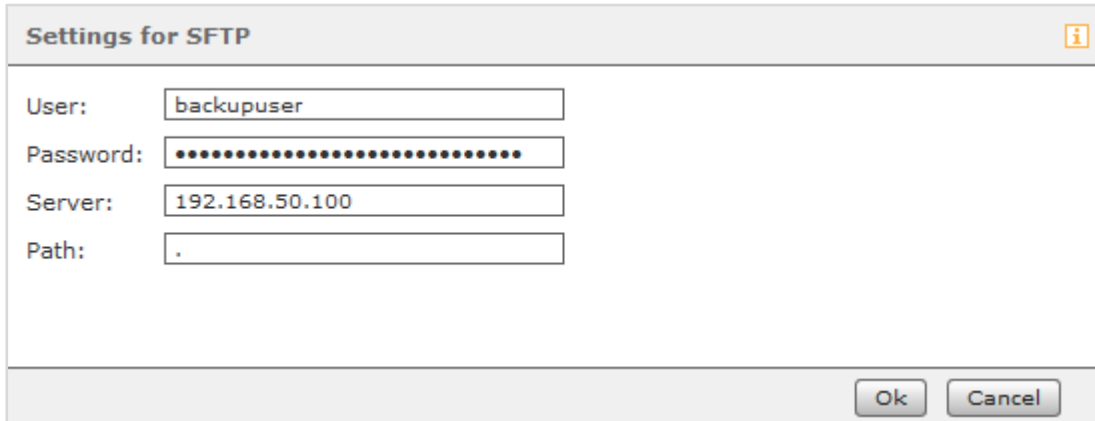 Settings for SFTP
User: backupuser
Password: •••••••••••••••••••••••••••••
Server: 192.168.50.100
Path: .
Ok Cancel